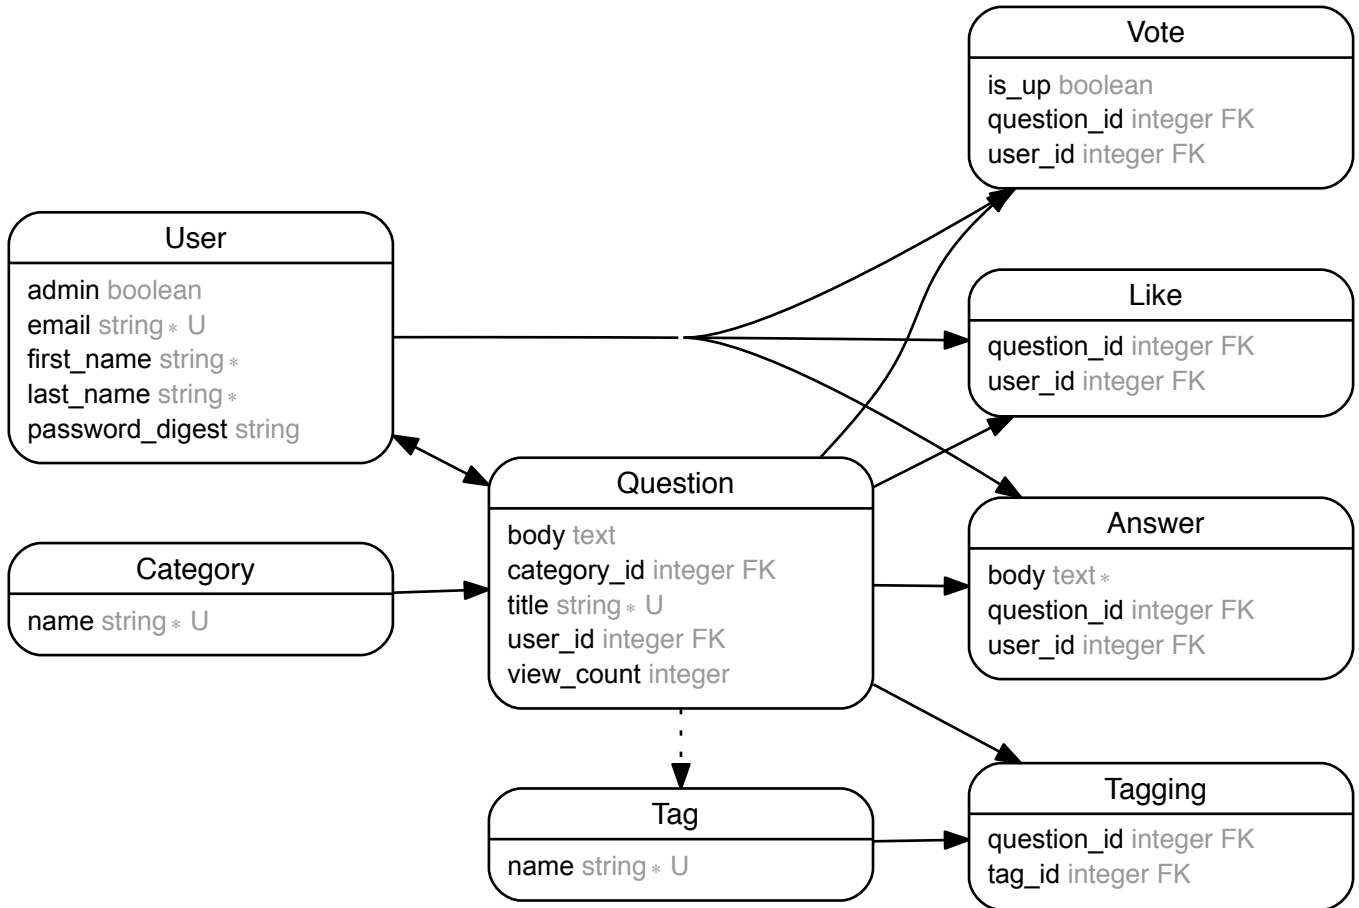 Vote
is_up boolean
question_id integer FK
user_id integer FK
User
admin boolean
email string∗ U
first_name string∗
last_name string∗
password_digest string
Like
question_id integer FK
user_id integer FK
Question
body text
category_id integer FK
title string∗ U
user_id integer FK
view_count integer
Category
name string∗ U
Answer
body text∗
question_id integer FK
user_id integer FK
Tag
name string∗ U
Tagging
question_id integer FK
tag_id integer FK